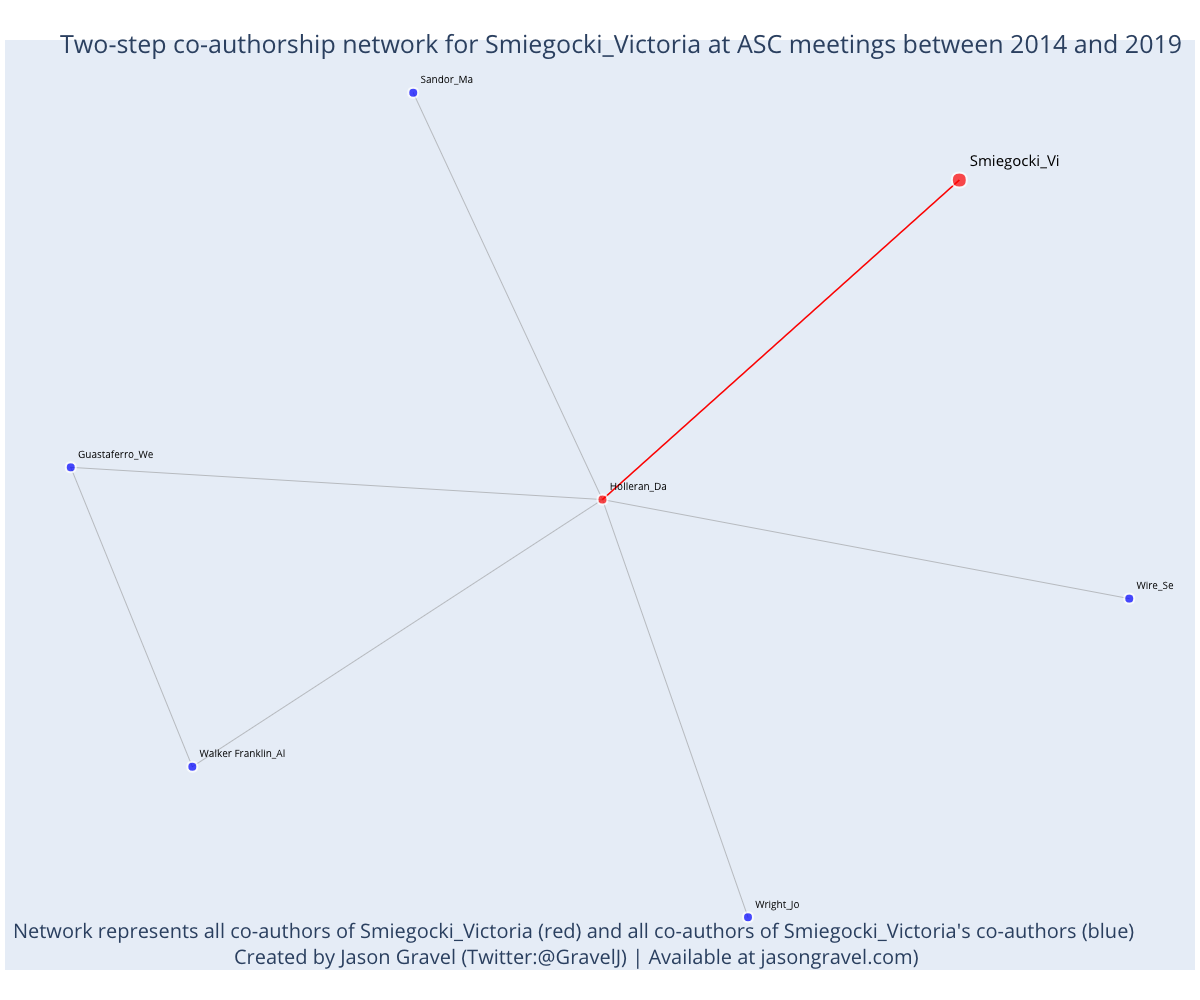 Two-step co-authorship network for Smiegocki_Victoria at ASC meetings between 2014 and 2019
Sandor_Ma
Smiegocki_Vi
Guastaferro_We
Holleran_Da
Wire_Se
Walker Franklin_Al
Wright_Jo
Network represents all co-authors of Smiegocki_Victoria (red) and all co-authors of Smiegocki_Victoria's co-authors (blue)
Created by Jason Gravel (Twitter:@GravelJ) | Available at jasongravel.com)